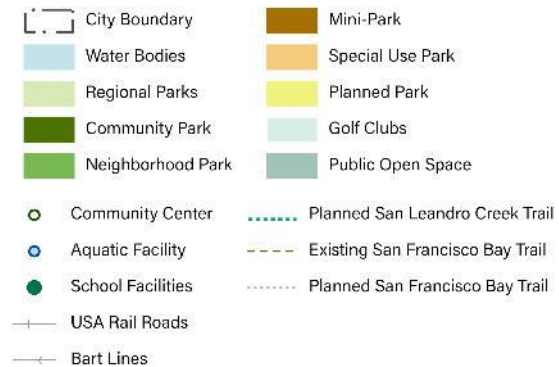 City Boundary
Water Bodies
Regional Parks
Community Park
Neighborhood Park
Mini-Park
Special Use Park
Planned Park
Golf Clubs
Public Open Space
Community Center
Aquatic Facility
School Facilities
USA Rail Roads
Bart Lines
Planned San Leandro Creek Trail
Existing San Francisco Bay Trail
Planned San Francisco Bay Trail